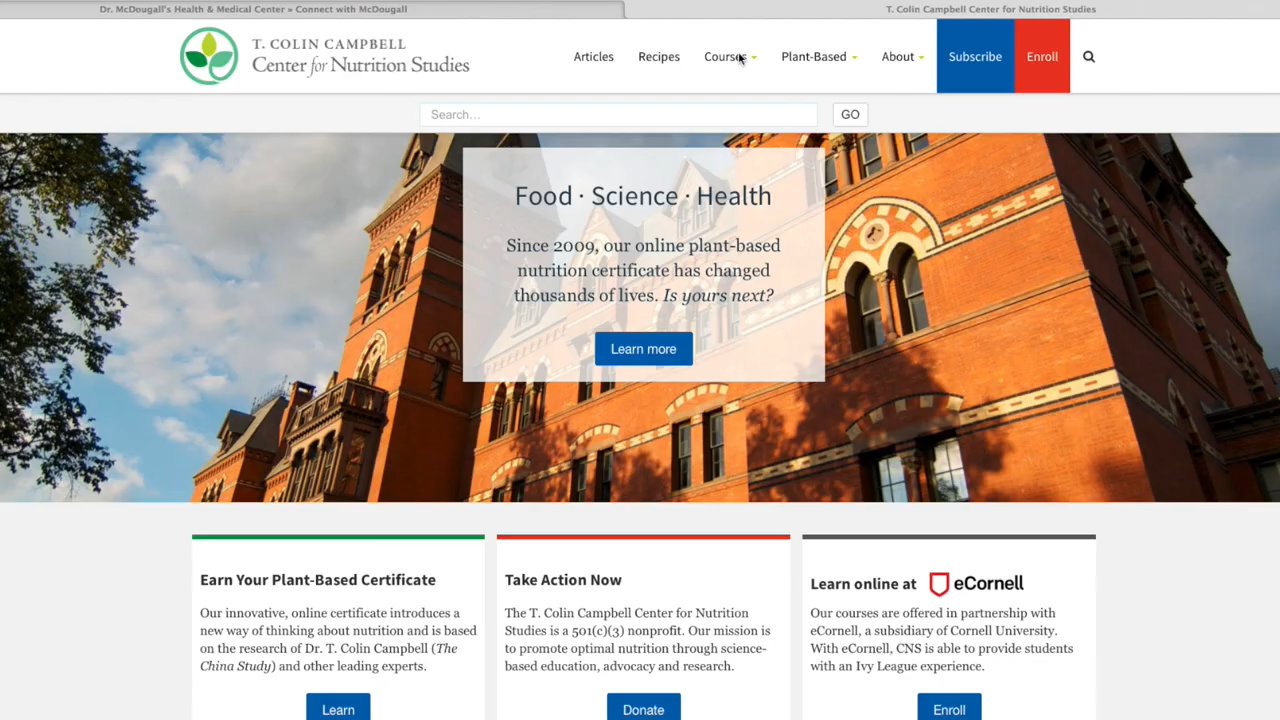 Dr. McDougall's Health & Medical Center » Connect with McDougall
T. Colin Campbell Center for Nutrition Studies
T. COLIN CAMPBELL
Center for Nutrition Studies
Articles
Recipes
Courses
Plant-Based
About
Subscribe
Enroll
Search...
GO
Food · Science · Health
Since 2009, our online plant-based
nutrition certificate has changed
thousands of lives. Is yours next?
Learn more
Earn Your Plant-Based Certificate
Our innovative, online certificate introduces a
new way of thinking about nutrition and is based
on the research of Dr. T. Colin Campbell (The
China Study) and other leading experts.
Learn
Take Action Now
The T. Colin Campbell Center for Nutrition
Studies is a 501(c)(3) nonprofit. Our mission is
to promote optimal nutrition through science-
based education, advocacy and research.
Donate
Learn online at eCornell
Our courses are offered in partnership with
eCornell, a subsidiary of Cornell University.
With eCornell, CNS is able to provide students
with an Ivy League experience.
Enroll